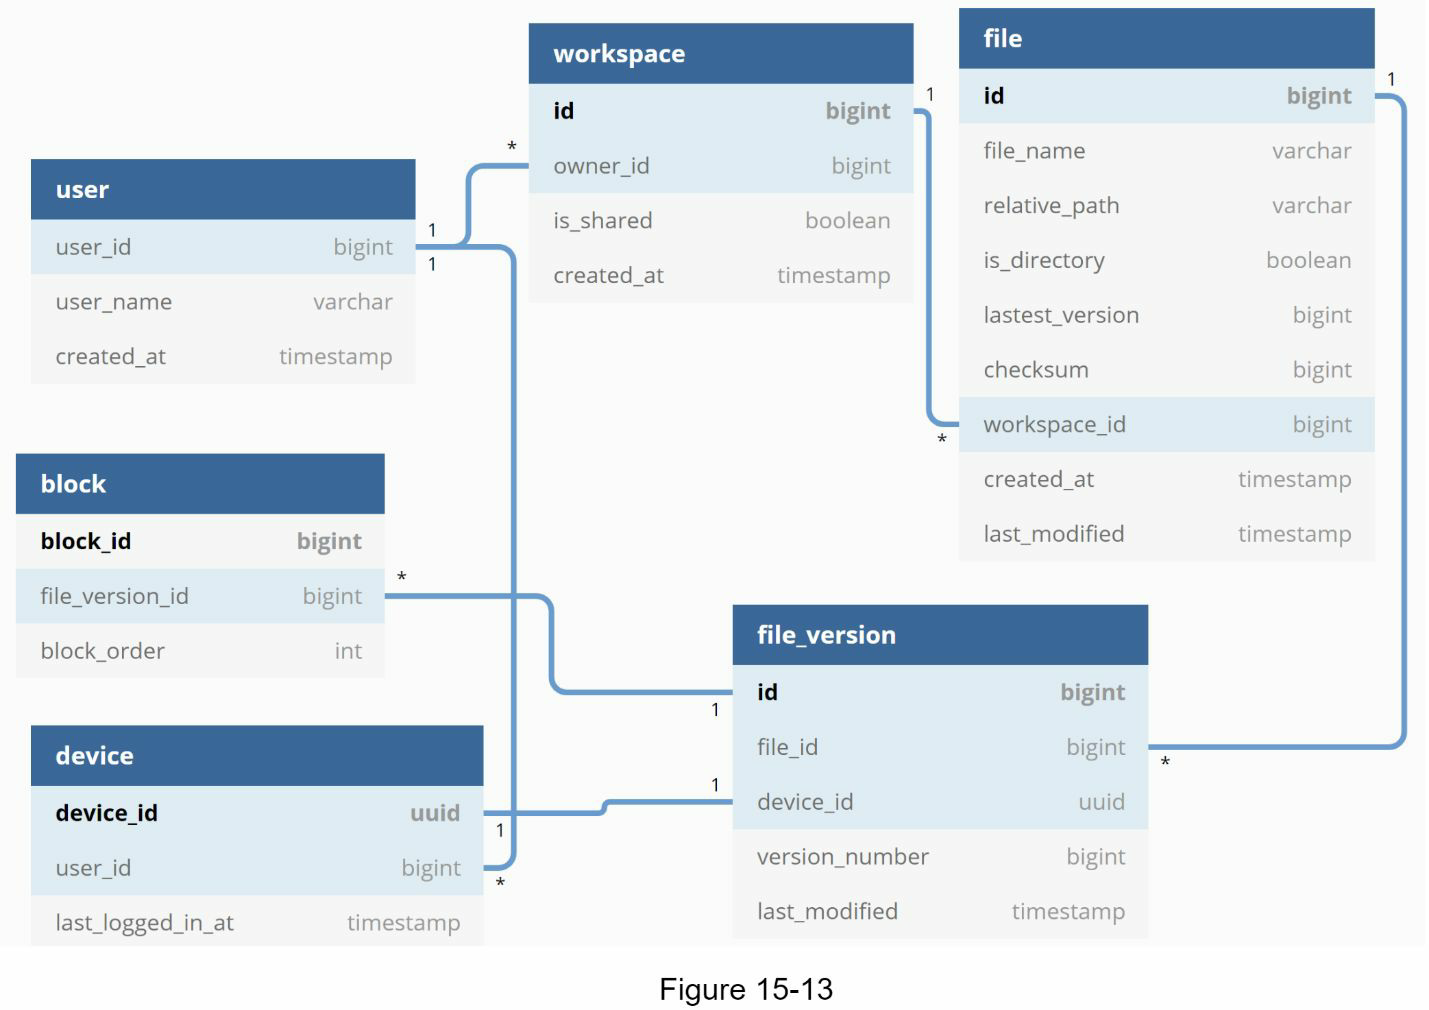 workspace
id bigint
owner_id bigint
is_shared boolean
created_at timestamp
file
id bigint
file_name varchar
relative_path varchar
is_directory boolean
lastest_version bigint
checksum bigint
workspace_id bigint
created_at timestamp
last_modified timestamp
user
user_id bigint
user_name varchar
created_at timestamp
block
block_id bigint
file_version_id bigint
block_order int
file_version
id bigint
file_id bigint
device_id uuid
version_number bigint
last_modified timestamp
device
device_id uuid
user_id bigint
last_logged_in_at timestamp
1
*
1
1
1
*
*
1
1
1
*
*
Figure 15-13